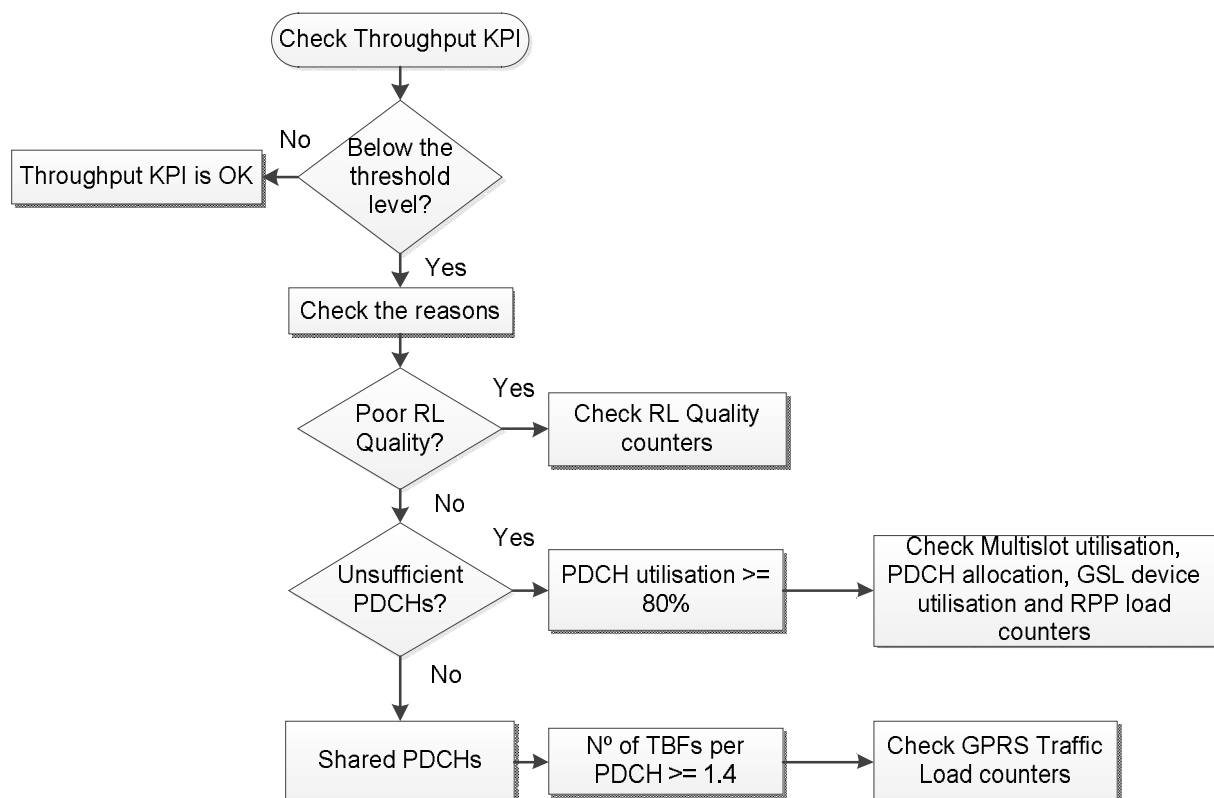 Check Throughput KPI
No
Below the
threshold
level?
Throughput KPI is OK
Yes
Check the reasons
Yes
Poor RL
Quality?
Check RL Quality
counters
No
Yes
Unsufficient
PDCHs?
PDCH utilisation >=
80%
Check Multislot utilisation,
PDCH allocation, GSL device
utilisation and RPP load
counters
No
Shared PDCHs
Nº of TBFs per
PDCH >= 1.4
Check GPRS Traffic
Load counters